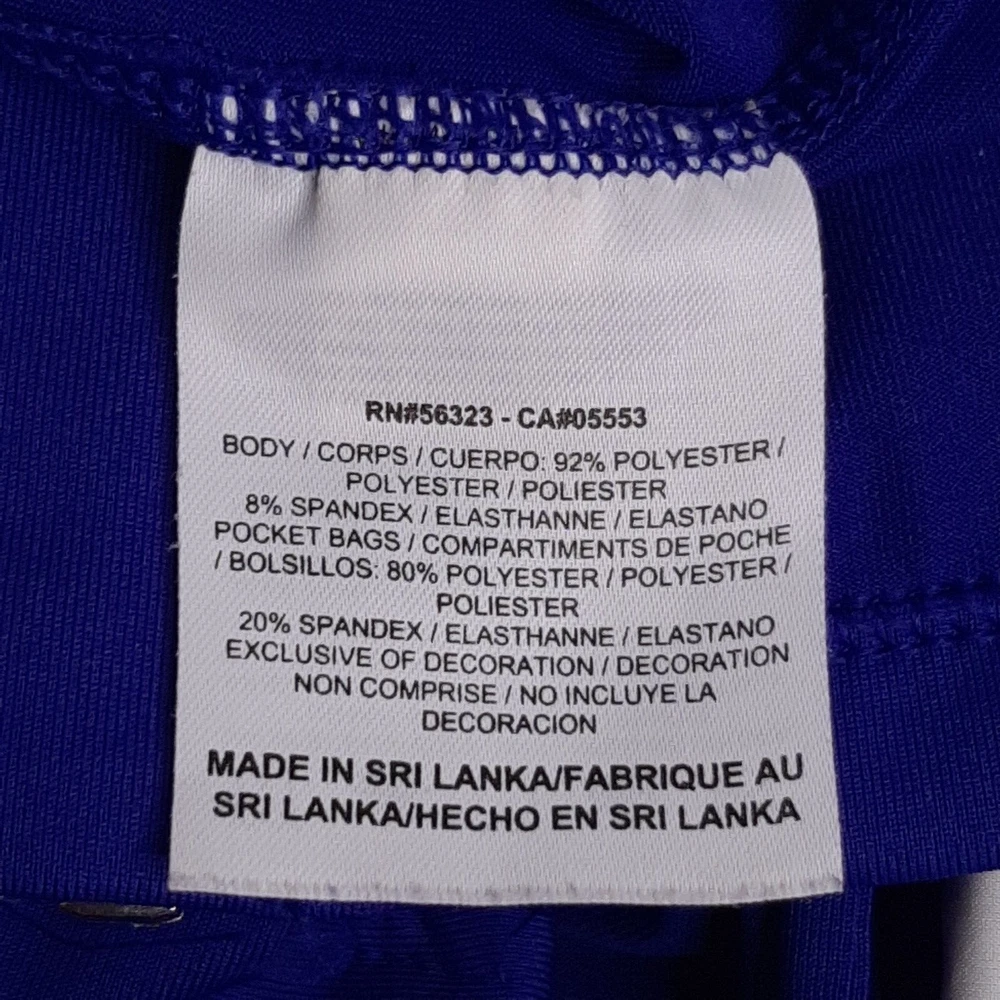 RN#56323 - CA#05553
BODY / CORPS / CUERPO: 92% POLYESTER /
POLYESTER / POLIESTER
8% SPANDEX / ELASTHANNE / ELASTANO
POCKET BAGS / COMPARTIMENTS DE POCHE
/ BOLSILLOS: 80% POLYESTER / POLYESTER /
POLIESTER
20% SPANDEX / ELASTHANNE / ELASTANO
EXCLUSIVE OF DECORATION / DECORATION
NON COMPRISE / NO INCLUYE LA
DECORACION
MADE IN SRI LANKA/FABRIQUE AU
SRI LANKA/HECHO EN SRI LANKA